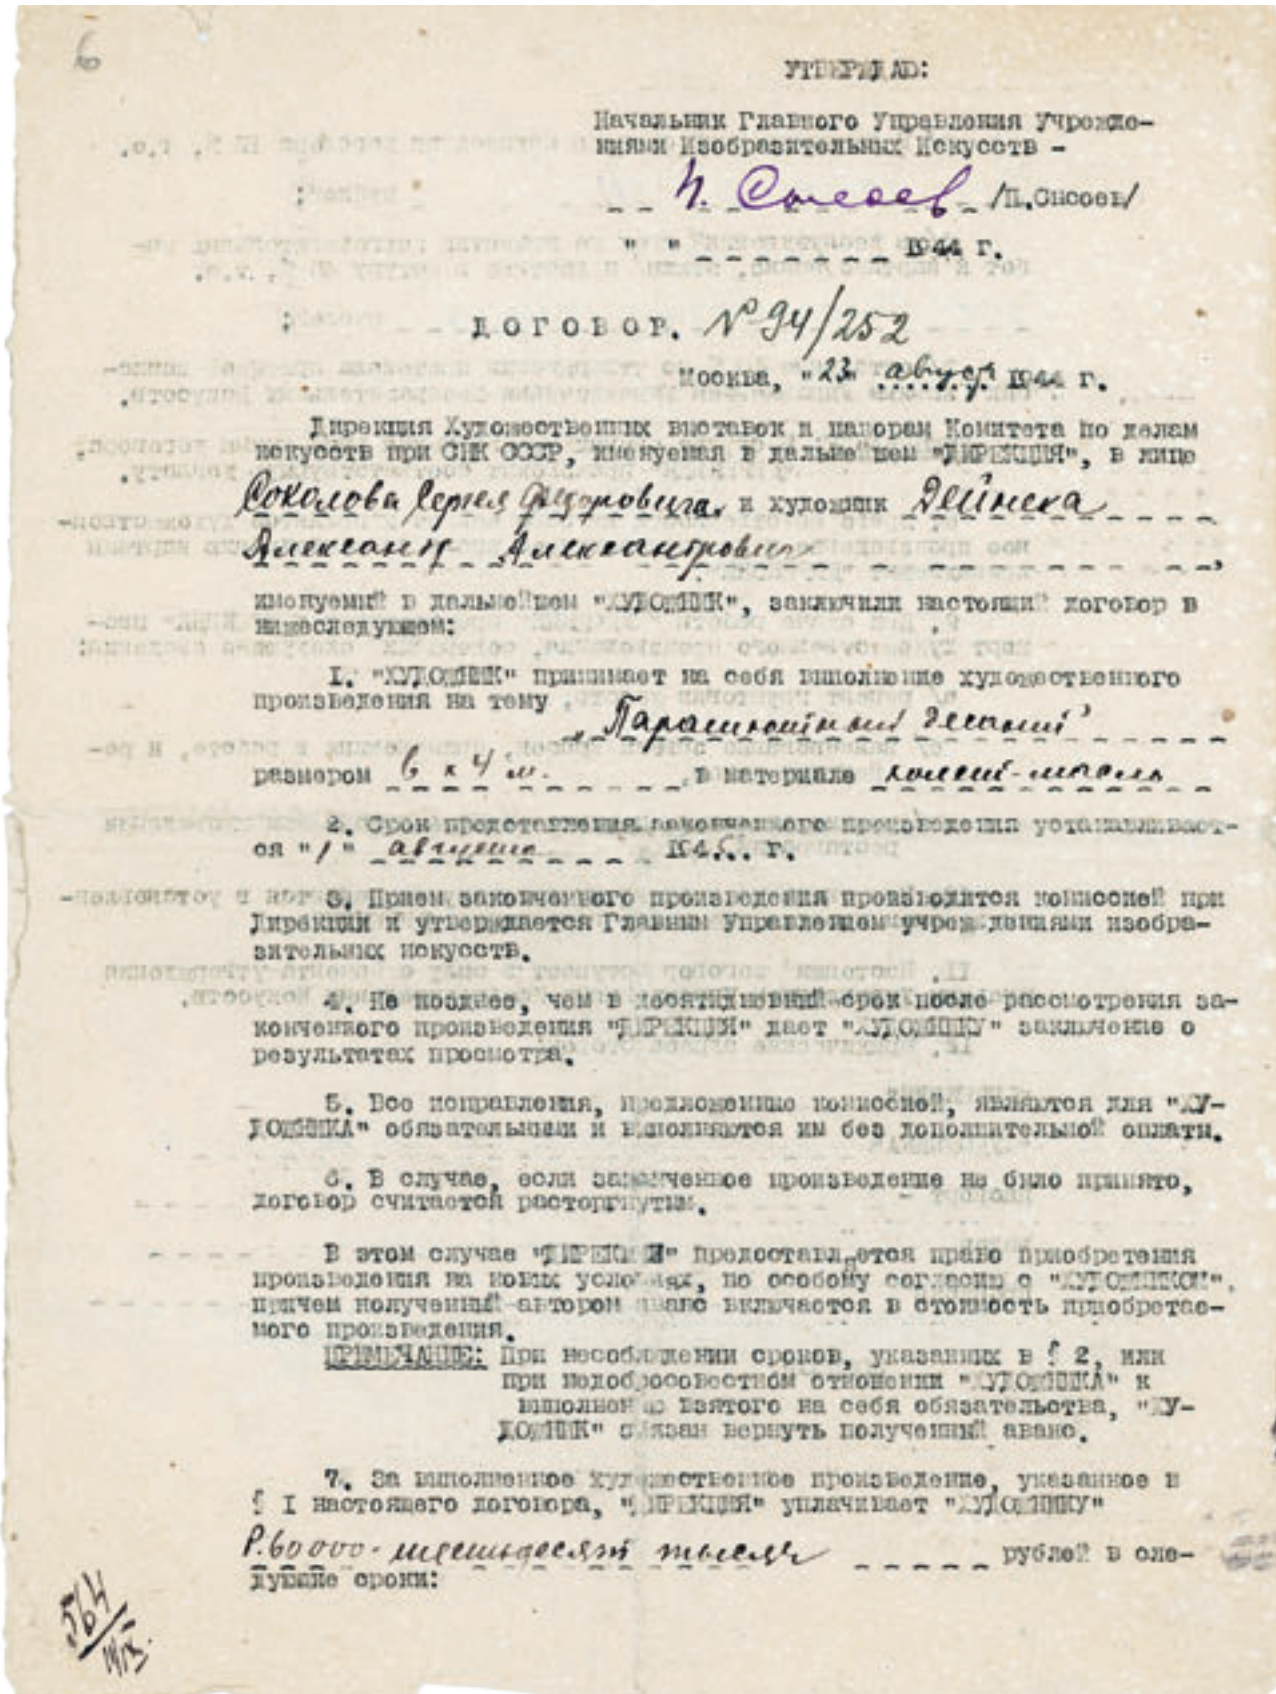 6
УТВЕРЖДАЮ:
Начальник Главного Управления Учрежде-
ниями Изобразительных Искусств -
П. Сысоев /П.Сысоев/
" " 1944 г.
ДОГОВОР. № 94/252
Москва, "23" август 1944 г.
Дирекция Художественных выставок и панорам Комитета по делам
искусств при СНК СССР, именуемая в дальнейшем "ДИРЕКЦИЯ", в лице
Соколова Сергея Федоровича, и художник Дейнека
Александр Александрович,
именуемый в дальнейшем "ХУДОЖНИК", заключили настоящий договор в
нижеследующем:
I. "ХУДОЖНИК" принимает на себя выполнение художественного
произведения на тему
"Парашютный десант"
размером 6 х 4 м. , в материале холст-масло
2. Срок представления законченного произведения устанавливает-
ся "1" августа 1945 г.
3. Прием законченного произведения производится комиссией при
Дирекции и утверждается Главным Управлением учреждениями изобра-
зительных искусств.
4. Не позднее, чем в десятидневный срок после рассмотрения за-
конченного произведения "ДИРЕКЦИЯ" дает "ХУДОЖНИКУ" заключение о
результатах просмотра.
5. Все поправления, предложенные комиссией, являются для "ХУ-
ДОЖНИКА" обязательными и выполняются им без дополнительной оплаты.
6. В случае, если законченное произведение не было принято,
договор считается расторгнутым.
В этом случае "ДИРЕКЦИИ" предоставляется право приобретения
произведения на новых условиях, по особому согласию с "ХУДОЖНИКОМ",
причем полученный автором аванс включается в стоимость приобретае-
мого произведения.
ПРИМЕЧАНИЕ: При несоблюдении сроков, указанных в § 2, или
при недобросовестном отношении "ХУДОЖНИКА" к
выполнению взятого на себя обязательства, "ХУ-
ДОЖНИК" обязан вернуть полученный аванс.
7. За выполненное художественное произведение, указанное в
§ I настоящего договора, "ДИРЕКЦИЯ" уплачивает "ХУДОЖНИКУ"
Р.60000- шестьдесят тысяч рублей в сле-
дующие сроки:
564